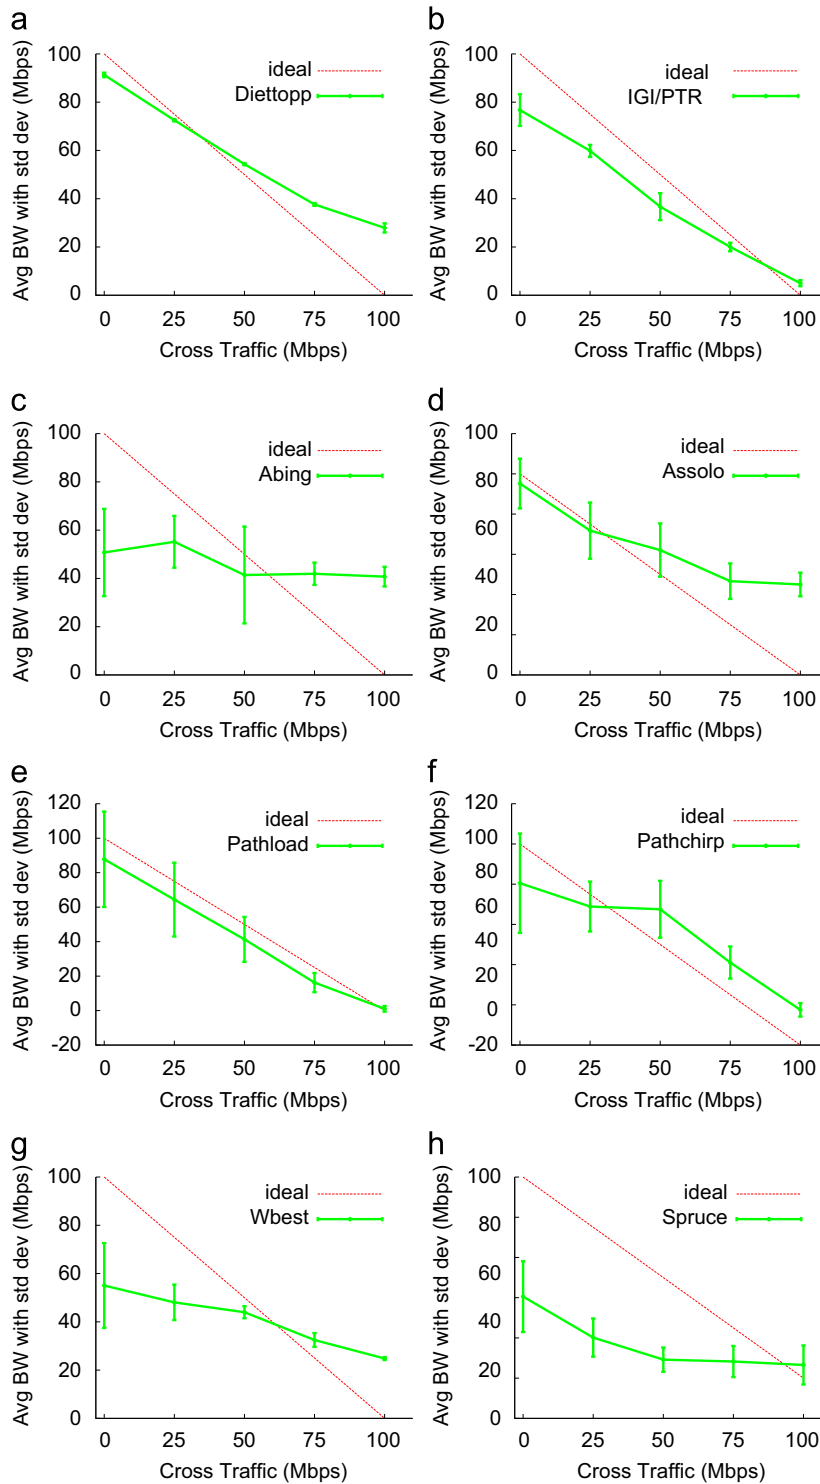 a
Avg BW with std dev (Mbps)
100
80
60
40
20
0
ideal
Diettopp
0 25 50 75 100
Cross Traffic (Mbps)
b
Avg BW with std dev (Mbps)
100
80
60
40
20
0
ideal
IGI/PTR
0 25 50 75 100
Cross Traffic (Mbps)
c
Avg BW with std dev (Mbps)
100
80
60
40
20
0
ideal
Abing
0 25 50 75 100
Cross Traffic (Mbps)
d
Avg BW with std dev (Mbps)
100
80
60
40
20
0
ideal
Assolo
0 25 50 75 100
Cross Traffic (Mbps)
e
Avg BW with std dev (Mbps)
120
100
80
60
40
20
0
-20
ideal
Pathload
0 25 50 75 100
Cross Traffic (Mbps)
f
Avg BW with std dev (Mbps)
120
100
80
60
40
20
0
-20
ideal
Pathchirp
0 25 50 75 100
Cross Traffic (Mbps)
g
Avg BW with std dev (Mbps)
100
80
60
40
20
0
ideal
Wbest
0 25 50 75 100
Cross Traffic (Mbps)
h
Avg BW with std dev (Mbps)
100
80
60
40
20
0
ideal
Spruce
0 25 50 75 100
Cross Traffic (Mbps)